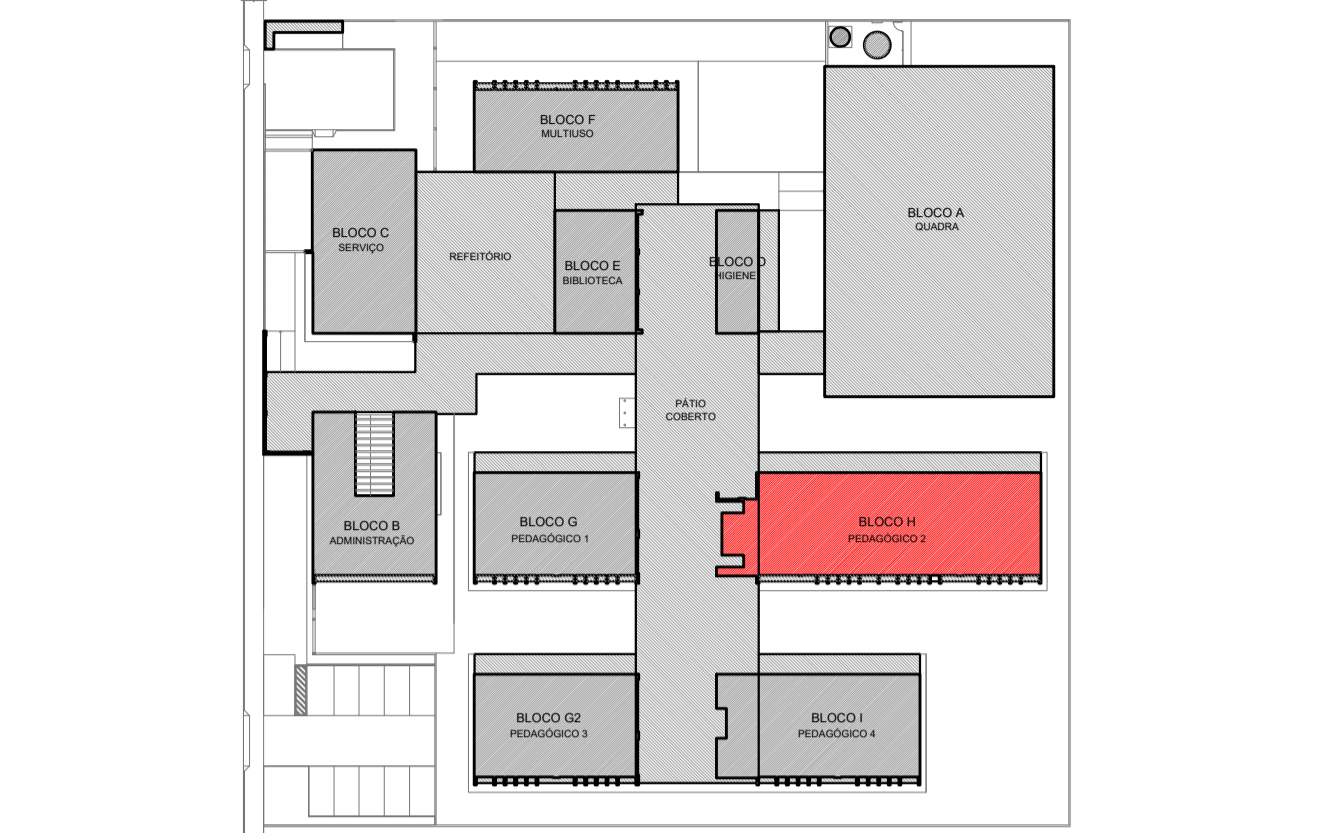 BLOCO F
MULTIUSO
BLOCO A
QUADRA
BLOCO C
SERVIÇO
REFEITÓRIO
BLOCO E
BIBLIOTECA
BLOCO D
HIGIENE
PÁTIO
COBERTO
BLOCO B
ADMINISTRAÇÃO
BLOCO G
PEDAGÓGICO 1
BLOCO H
PEDAGÓGICO 2
BLOCO G2
PEDAGÓGICO 3
BLOCO I
PEDAGÓGICO 4